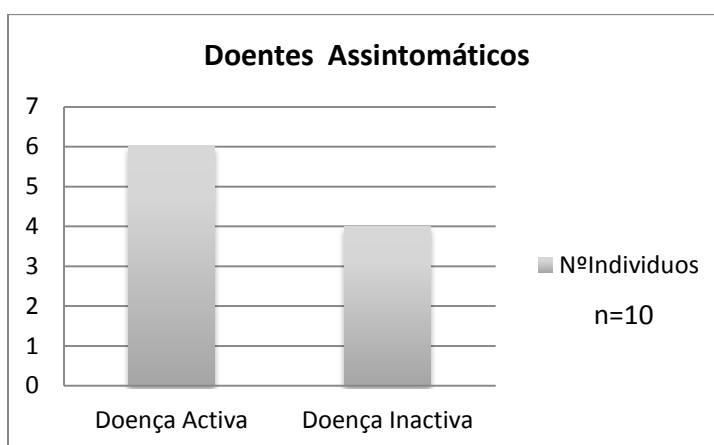 Doentes Assintomáticos
7
6
5
4
3
2
1
0
Doença Activa
Doença Inactiva
NºIndividuos
n=10